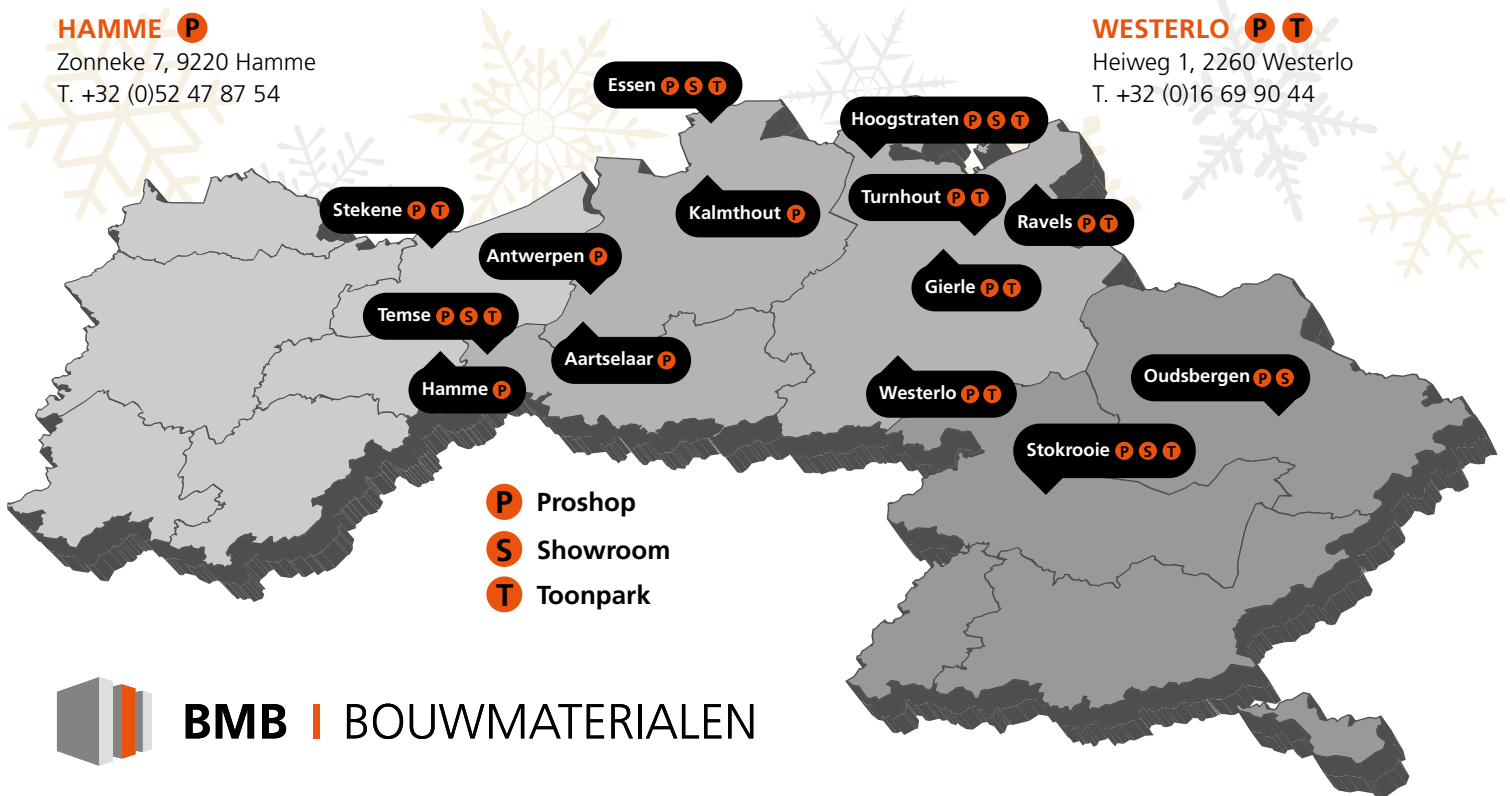 HAMME P
Zonneke 7, 9220 Hamme
T. +32 (0)52 47 87 54
WESTERLO P T
Heiweg 1, 2260 Westerlo
T. +32 (0)16 69 90 44
Essen P S T
Hoogstraten P S T
Stekene P T
Kalmthout P
Turnhout P T
Ravels P T
Antwerpen P
Gierle P T
Temse P S T
Aartselaar P
Hamme P
Westerlo P T
Oudsbergen P S
Stokrooie P S T
P Proshop
S Showroom
T Toonpark
BMB | BOUWMATERIALEN